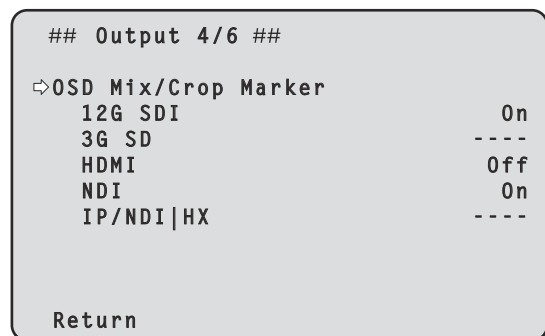 ## Output 4/6 ##
⇨OSD Mix/Crop Marker
12G SDI On
3G SD ----
HDMI Off
NDI On
IP/NDI|HX ----
Return